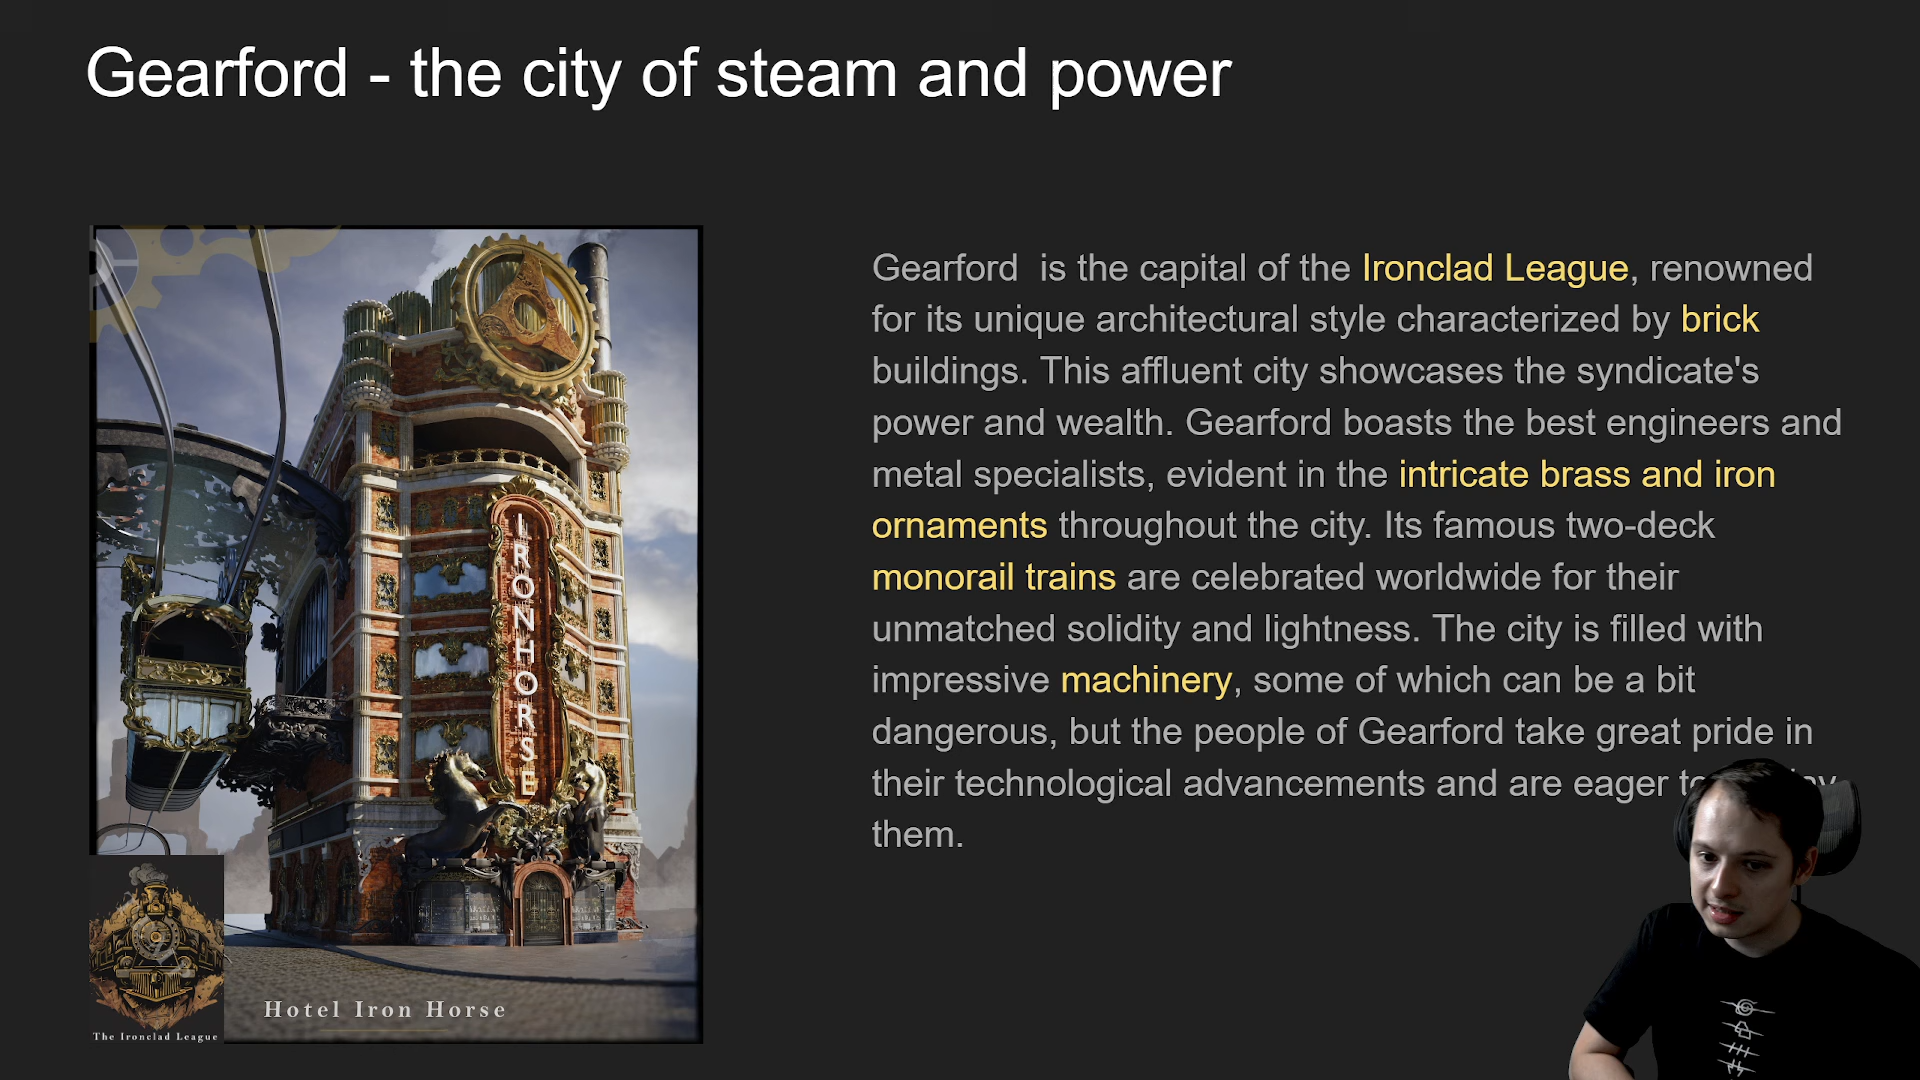 Gearford - the city of steam and power
Gearford is the capital of the Ironclad League, renowned
for its unique architectural style characterized by brick
buildings. This affluent city showcases the syndicate's
power and wealth. Gearford boasts the best engineers and
metal specialists, evident in the intricate brass and iron
ornaments throughout the city. Its famous two-deck
monorail trains are celebrated worldwide for their
unmatched solidity and lightness. The city is filled with
impressive machinery, some of which can be a bit
dangerous, but the people of Gearford take great pride in
their technological advancements and are eager
them.
IRONHORSE
Hotel Iron Horse
The Ironclad League